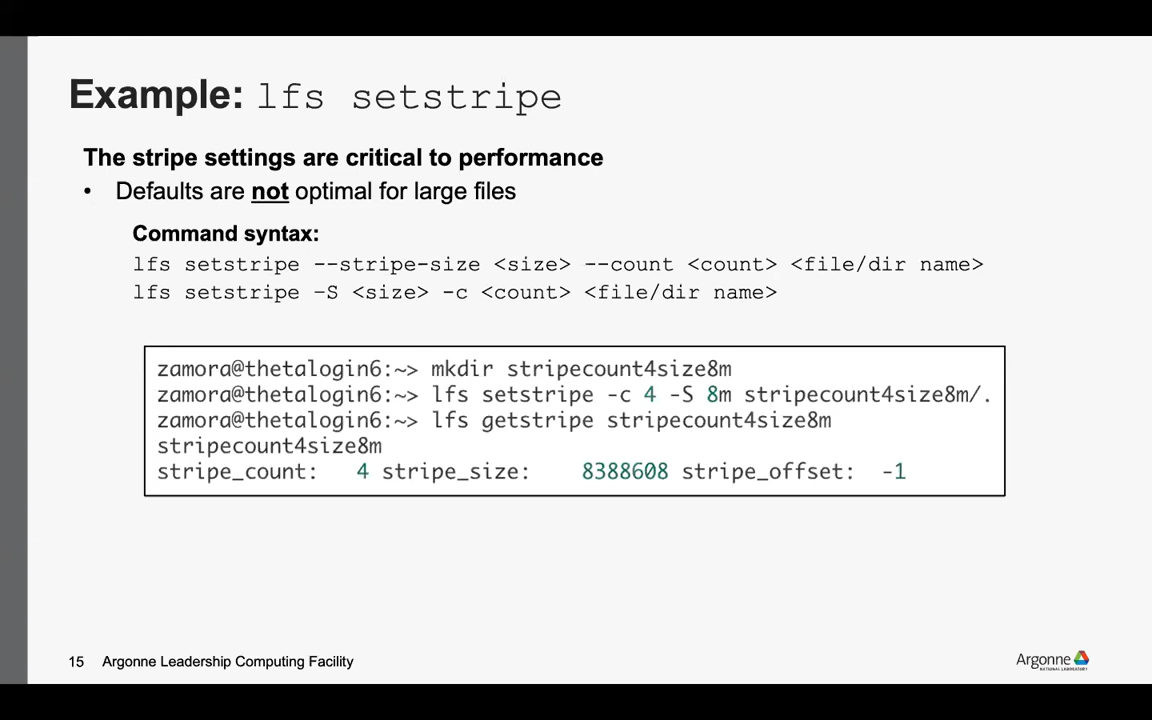 Example: lfs setstripe
The stripe settings are critical to performance
• Defaults are not optimal for large files
Command syntax:
lfs setstripe --stripe-size <size> --count <count> <file/dir name>
lfs setstripe –S <size> -c <count> <file/dir name>
zamora@thetalogin6:~> mkdir stripecount4size8m
zamora@thetalogin6:~> lfs setstripe -c 4 -S 8m stripecount4size8m/.
zamora@thetalogin6:~> lfs getstripe stripecount4size8m
stripecount4size8m
stripe_count:   4 stripe_size:    8388608 stripe_offset:  -1
15 Argonne Leadership Computing Facility
Argonne
NATIONAL LABORATORY